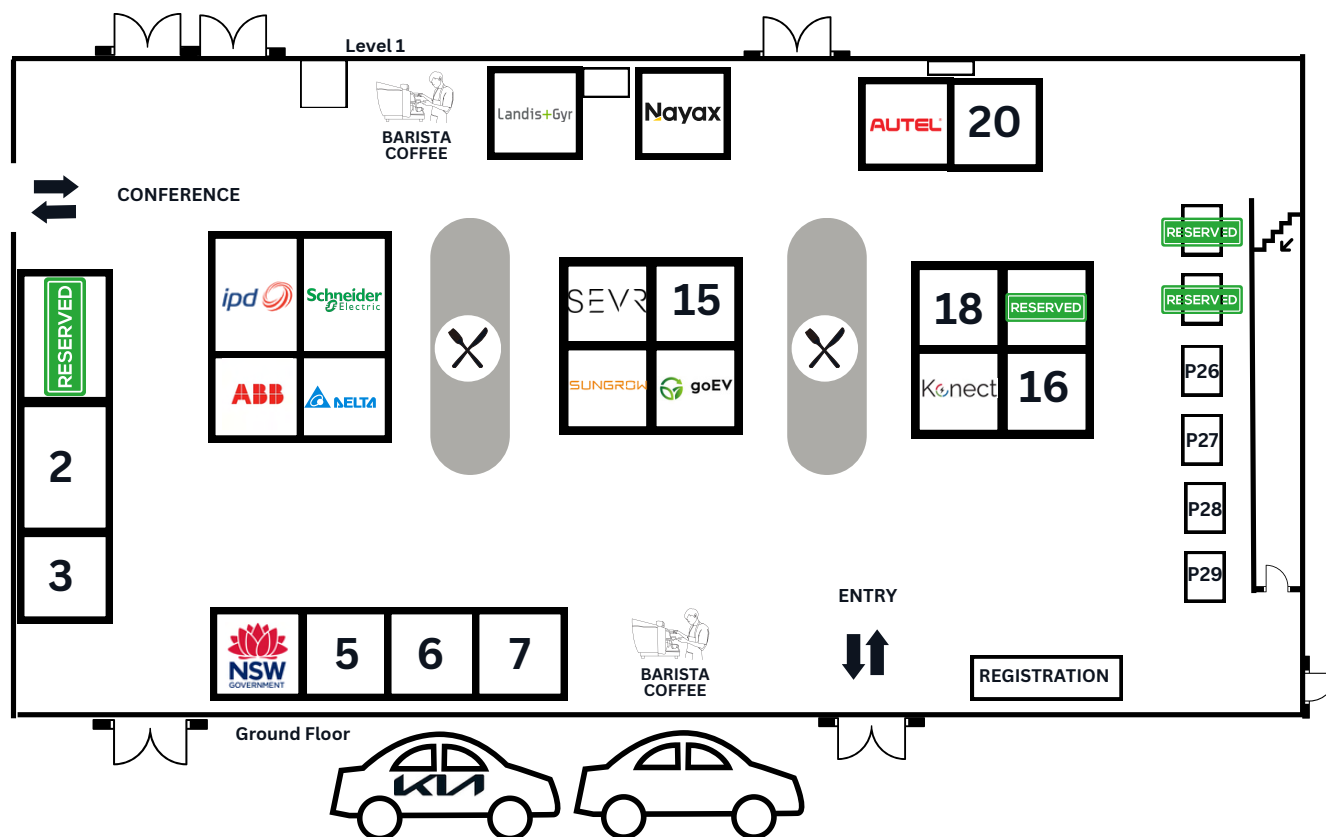 Level 1
BARISTA
COFFEE
Landis+Gyr
Nayax
AUTEL
20
CONFERENCE
RESERVED
RESERVED
RESERVED
ipd
Schneider
Electric
ABB
DELTA
SEVR
15
SUNGROW
goEV
18
RESERVED
Konect
16
P26
P27
P28
P29
2
3
NSW
GOVERNMENT
5
6
7
BARISTA
COFFEE
ENTRY
REGISTRATION
Ground Floor
KIA